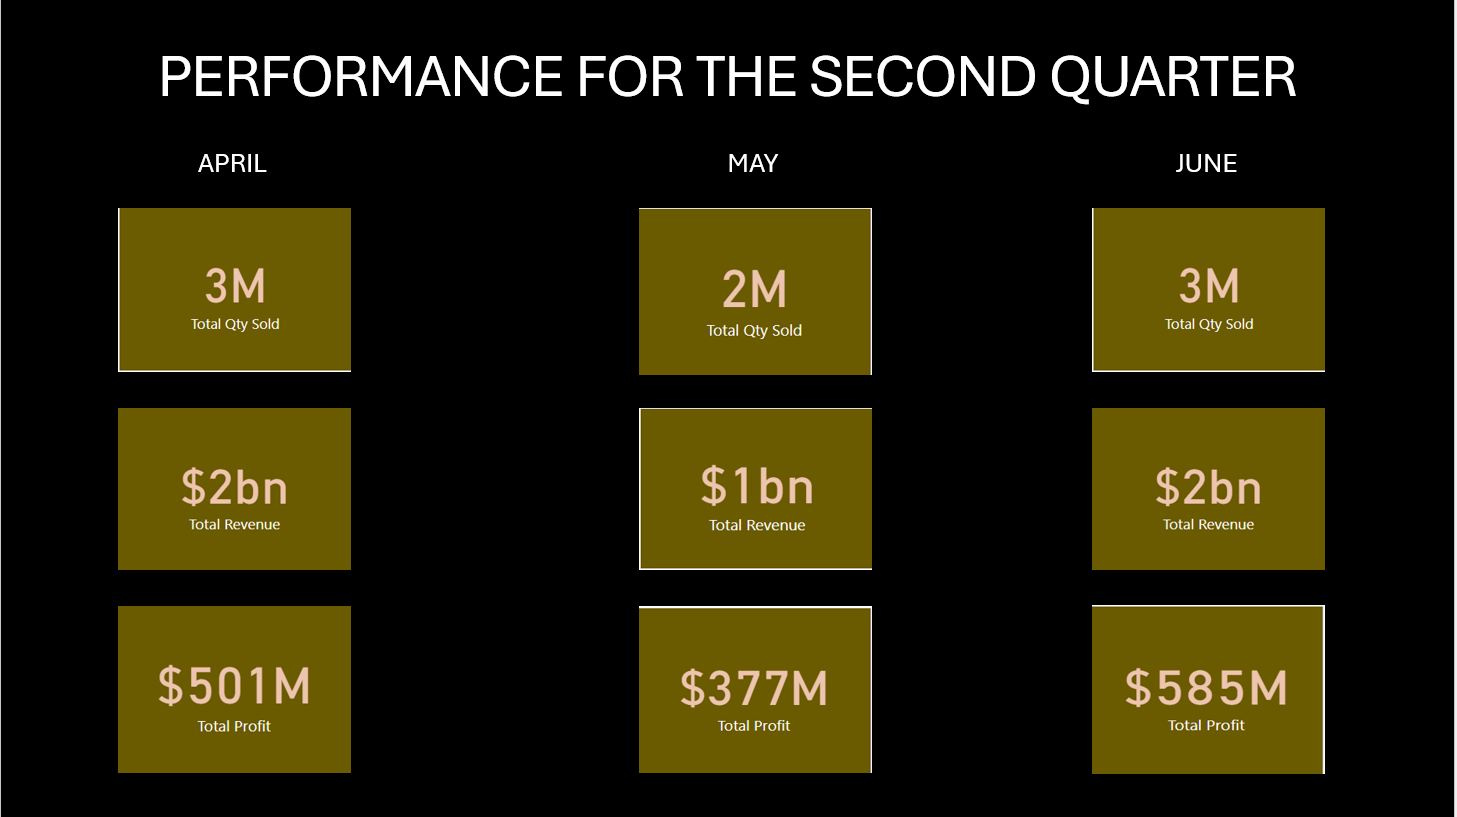 PERFORMANCE FOR THE SECOND QUARTER
APRIL
MAY
JUNE
3M
Total Qty Sold
2M
Total Qty Sold
3M
Total Qty Sold
$2bn
Total Revenue
$1bn
Total Revenue
$2bn
Total Revenue
$501M
Total Profit
$377M
Total Profit
$585M
Total Profit